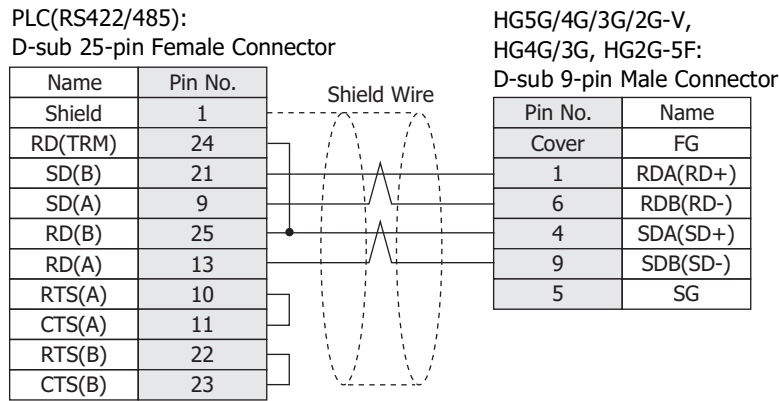 PLC(RS422/485):
D-sub 25-pin Female Connector
Name Pin No.
Shield 1
RD(TRM) 24
SD(B) 21
SD(A) 9
RD(B) 25
RD(A) 13
RTS(A) 10
CTS(A) 11
RTS(B) 22
CTS(B) 23
Shield Wire
HG5G/4G/3G/2G-V,
HG4G/3G, HG2G-5F:
D-sub 9-pin Male Connector
Pin No. Name
Cover FG
1 RDA(RD+)
6 RDB(RD-)
4 SDA(SD+)
9 SDB(SD-)
5 SG